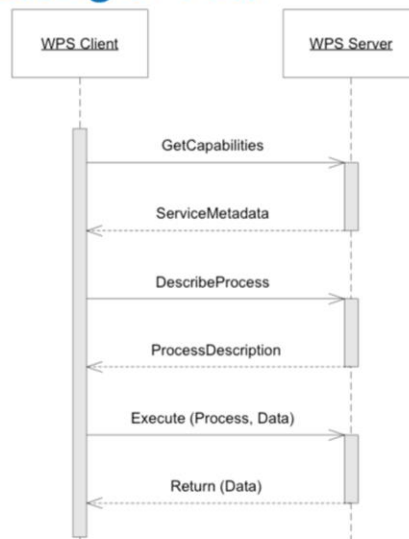 WPS Client
WPS Server
GetCapabilities
ServiceMetadata
DescribeProcess
ProcessDescription
Execute (Process, Data)
Return (Data)